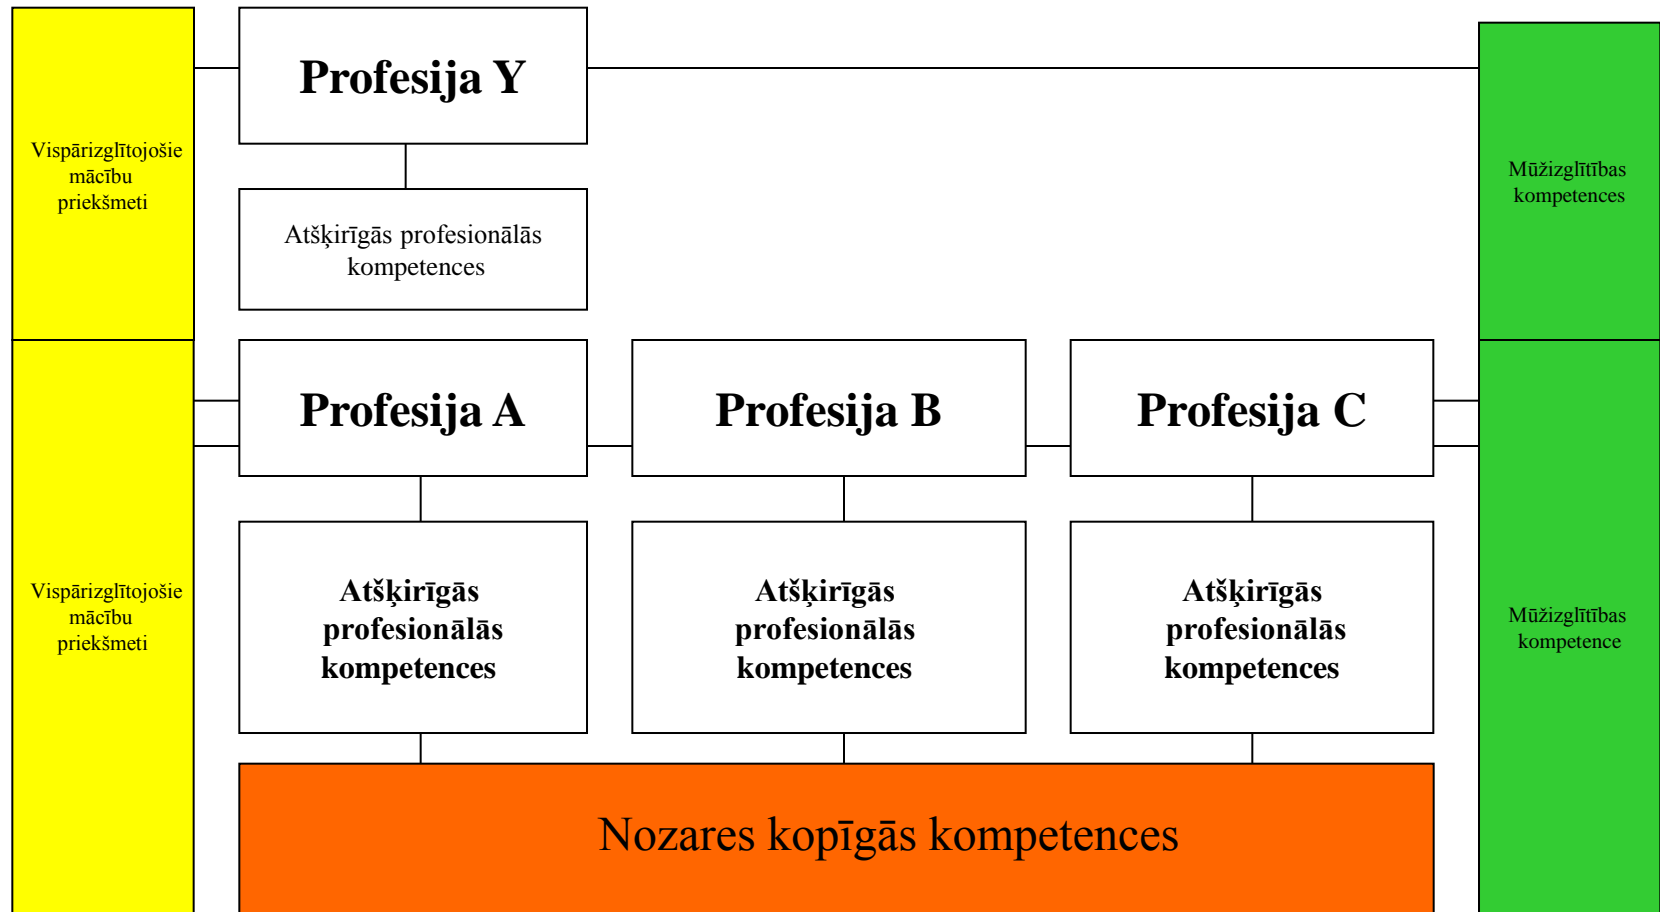 Profesija Y
Vispārizglītojošie
mācību
priekšmeti
Mūžizglītības
kompetences
Atšķirīgās profesionālās
kompetences
Profesija A
Profesija B
Profesija C
Vispārizglītojošie
mācību
priekšmeti
Atšķirīgās
profesionālās
kompetences
Atšķirīgās
profesionālās
kompetences
Atšķirīgās
profesionālās
kompetences
Mūžizglītības
kompetence
Nozares kopīgās kompetences